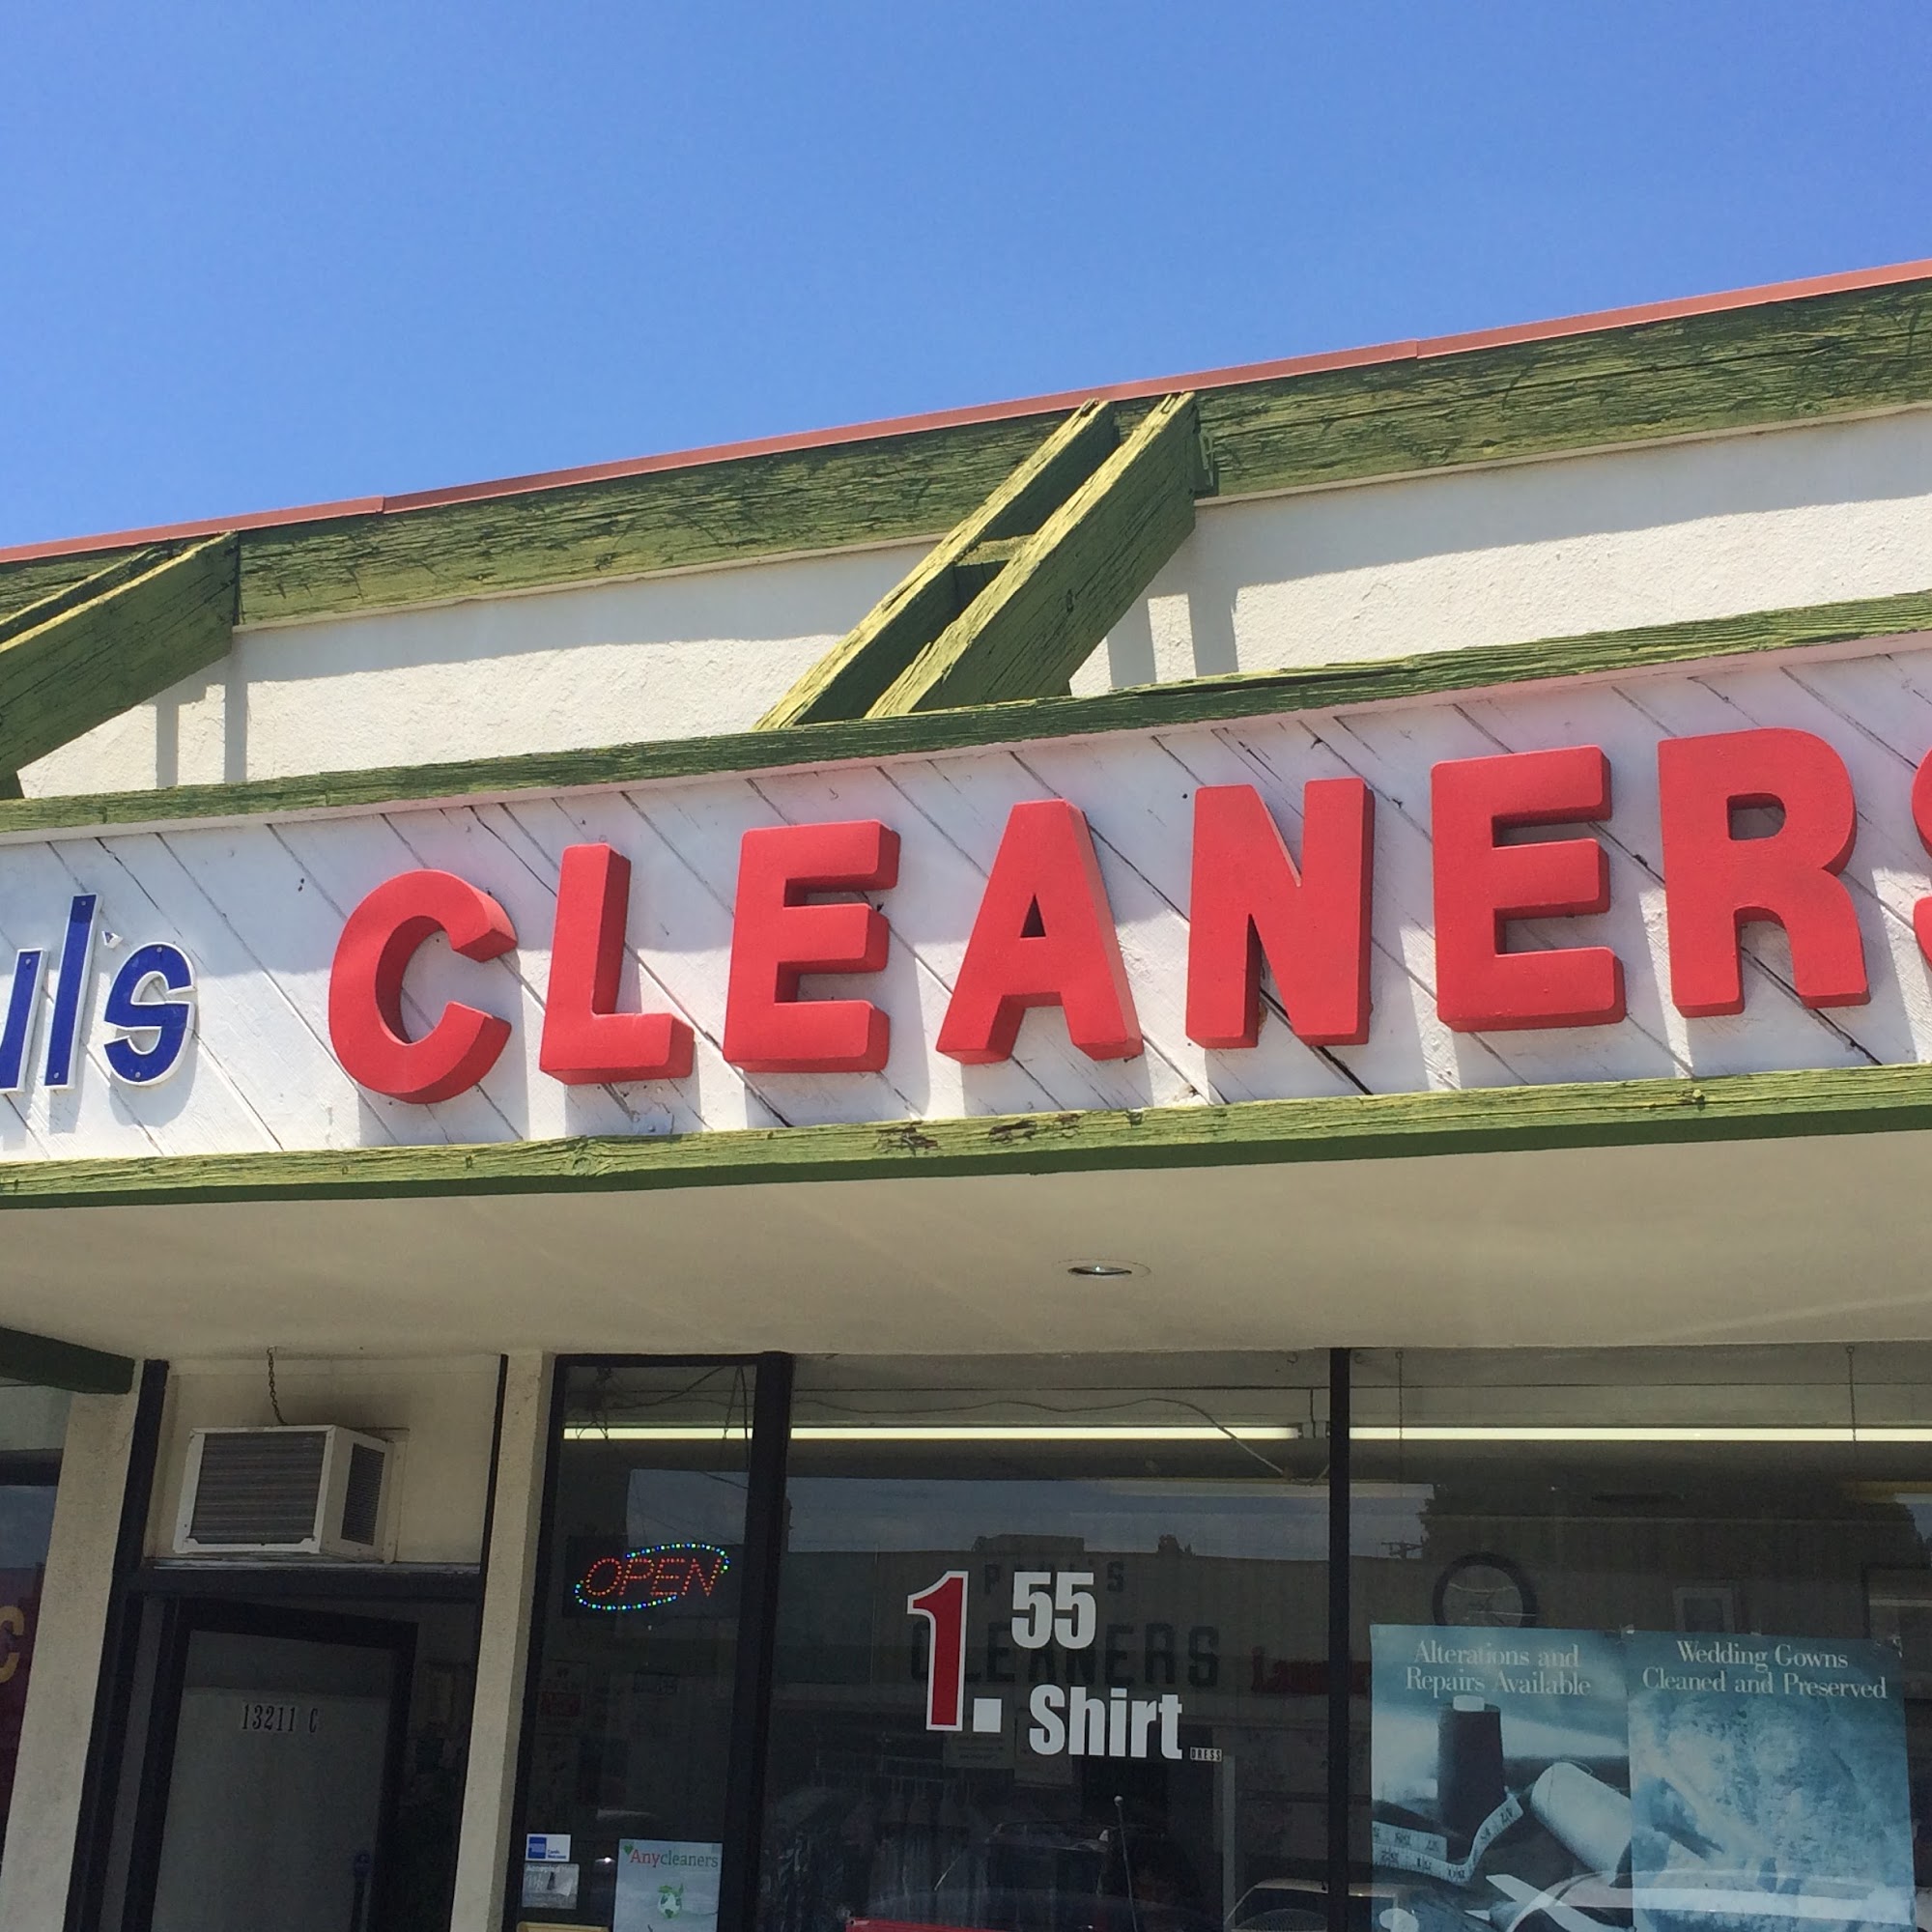 ul's CLEANERS
OPEN
PAUL'S
CLEANERS
1.55
Shirt
DRESS
13211 C
Alterations and
Repairs Available
Wedding Gowns
Cleaned and Preserved
Anycleaners